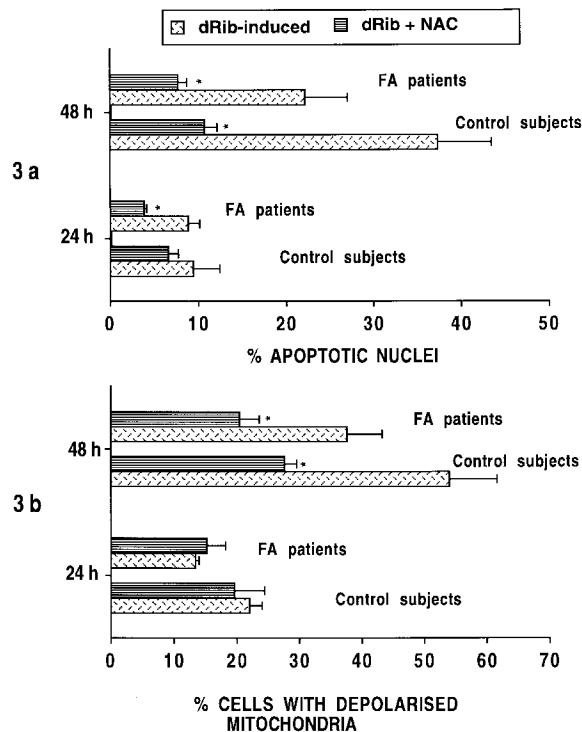 dRib-induced dRib + NAC
FA patients
48 h
Control subjects
3a
FA patients
24 h
Control subjects
0 10 20 30 40 50
% APOPTOTIC NUCLEI
FA patients
48 h
Control subjects
3b
FA patients
24 h
Control subjects
0 10 20 30 40 50 60 70
% CELLS WITH DEPOLARISED
MITOCHONDRIA